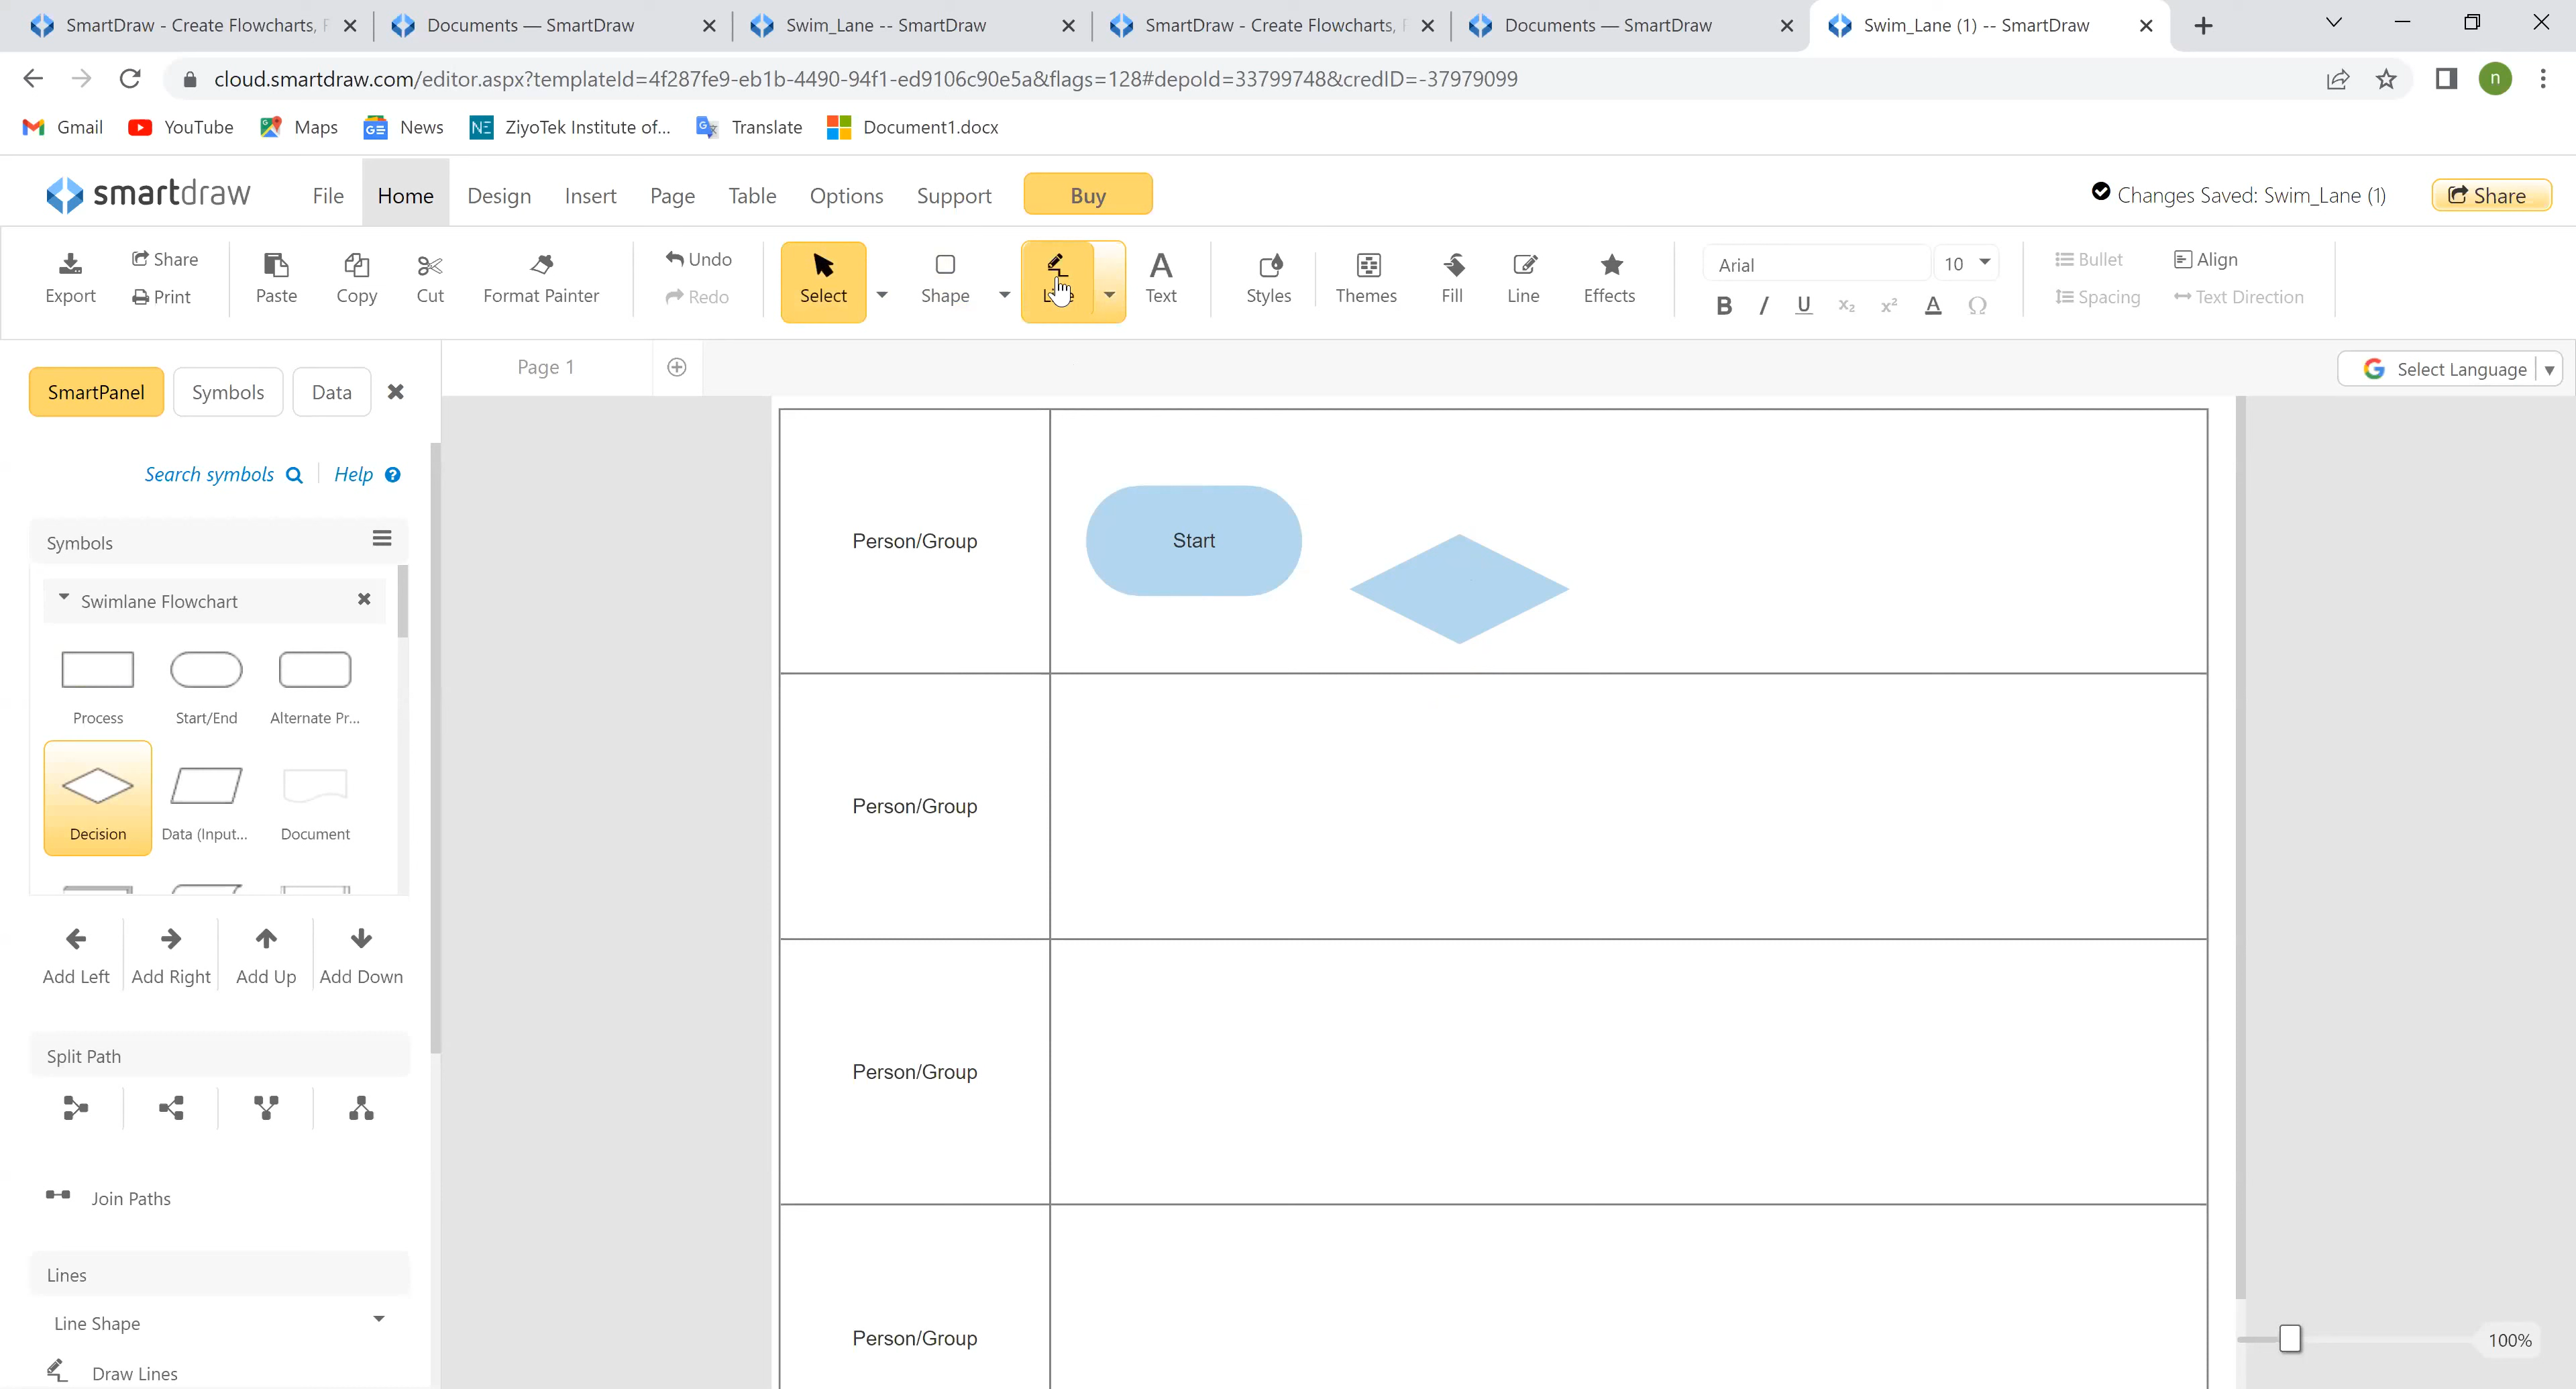 SmartDraw - Create Flowcharts, F
Documents — SmartDraw
Swim_Lane -- SmartDraw
SmartDraw - Create Flowcharts, F
Documents — SmartDraw
Swim_Lane (1) -- SmartDraw
cloud.smartdraw.com/editor.aspx?templateId=4f287fe9-eb1b-4490-94f1-ed9106c90e5a&flags=128#depoId=33799748&credID=-37979099
n
Gmail
YouTube
Maps
News
ZiyoTek Institute of...
Translate
Document1.docx
smartdraw
File
Home
Design
Insert
Page
Table
Options
Support
Buy
Changes Saved: Swim_Lane (1)
Share
Export
Share
Print
Paste
Copy
Cut
Format Painter
Undo
Redo
Select
Shape
Line
Text
Styles
Themes
Fill
Line
Effects
Arial
10
B I U x₂ x² A Ω
Bullet
Spacing
Align
Text Direction
SmartPanel
Symbols
Data
Page 1
Select Language
Search symbols
Help
Symbols
Swimlane Flowchart
Process
Start/End
Alternate Pr...
Decision
Data (Input...
Document
Add Left
Add Right
Add Up
Add Down
Split Path
Join Paths
Lines
Line Shape
Draw Lines
Person/Group
Start
Person/Group
Person/Group
Person/Group
100%